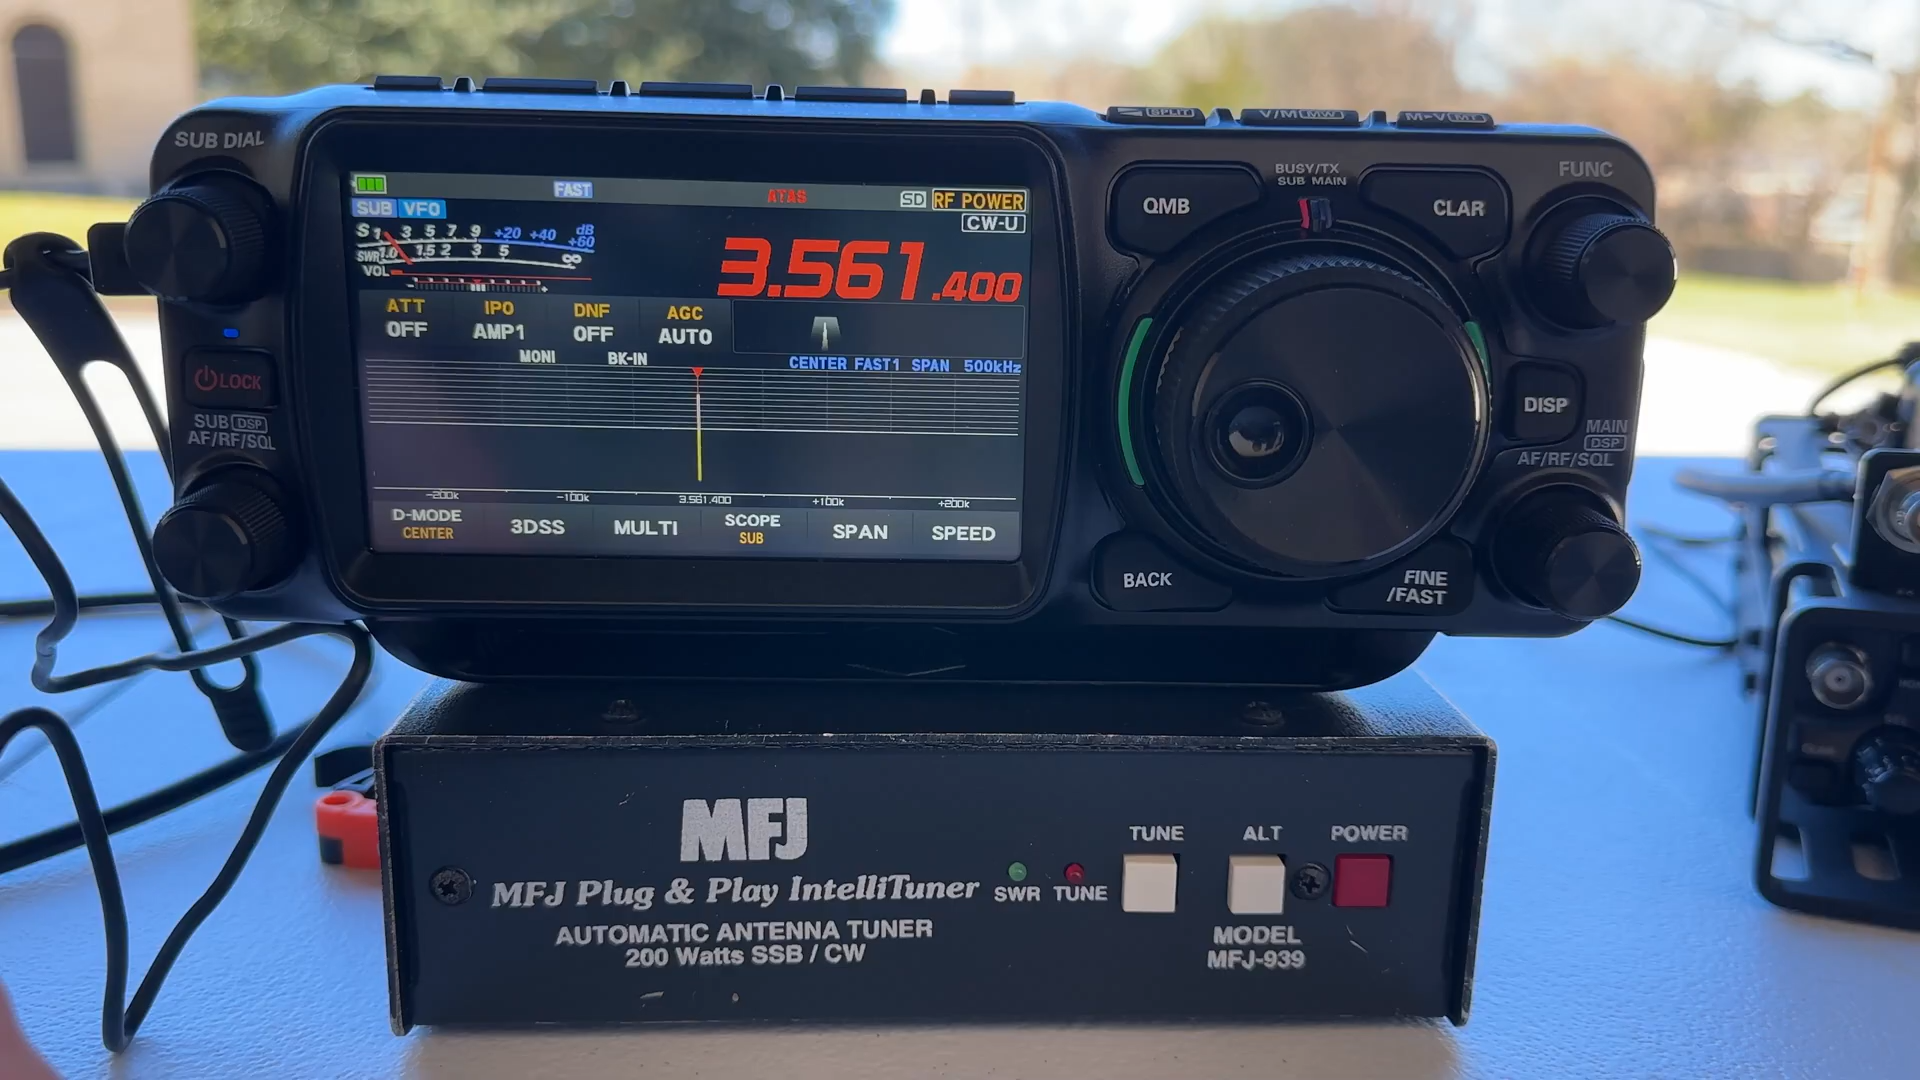 SPLIT V/M MW M▶V MT
SUB DIAL
FAST ATAS SD RF POWER
SUB VFO CW-U
S 1 3 5 7 9 +20 +40 +60 dB
SWR 1.0 1.5 2 3 5 ∞
VOL
- +
3.561.400
ATT IPO DNF AGC
OFF AMP1 OFF AUTO
MONI BK-IN
CENTER FAST1 SPAN 500kHz
-200k -100k 3.561.400 +100k +200k
D-MODE 3DSS MULTI SCOPE SPAN SPEED
CENTER SUB
LOCK
SUB DSP
AF/RF/SQL
BUSY/TX
SUB MAIN
FUNC
QMB
CLAR
DISP
MAIN
DSP
AF/RF/SQL
BACK
FINE
/FAST
MFJ
MFJ Plug & Play IntelliTuner
AUTOMATIC ANTENNA TUNER
200 Watts SSB / CW
SWR TUNE
TUNE ALT POWER
MODEL
MFJ-939